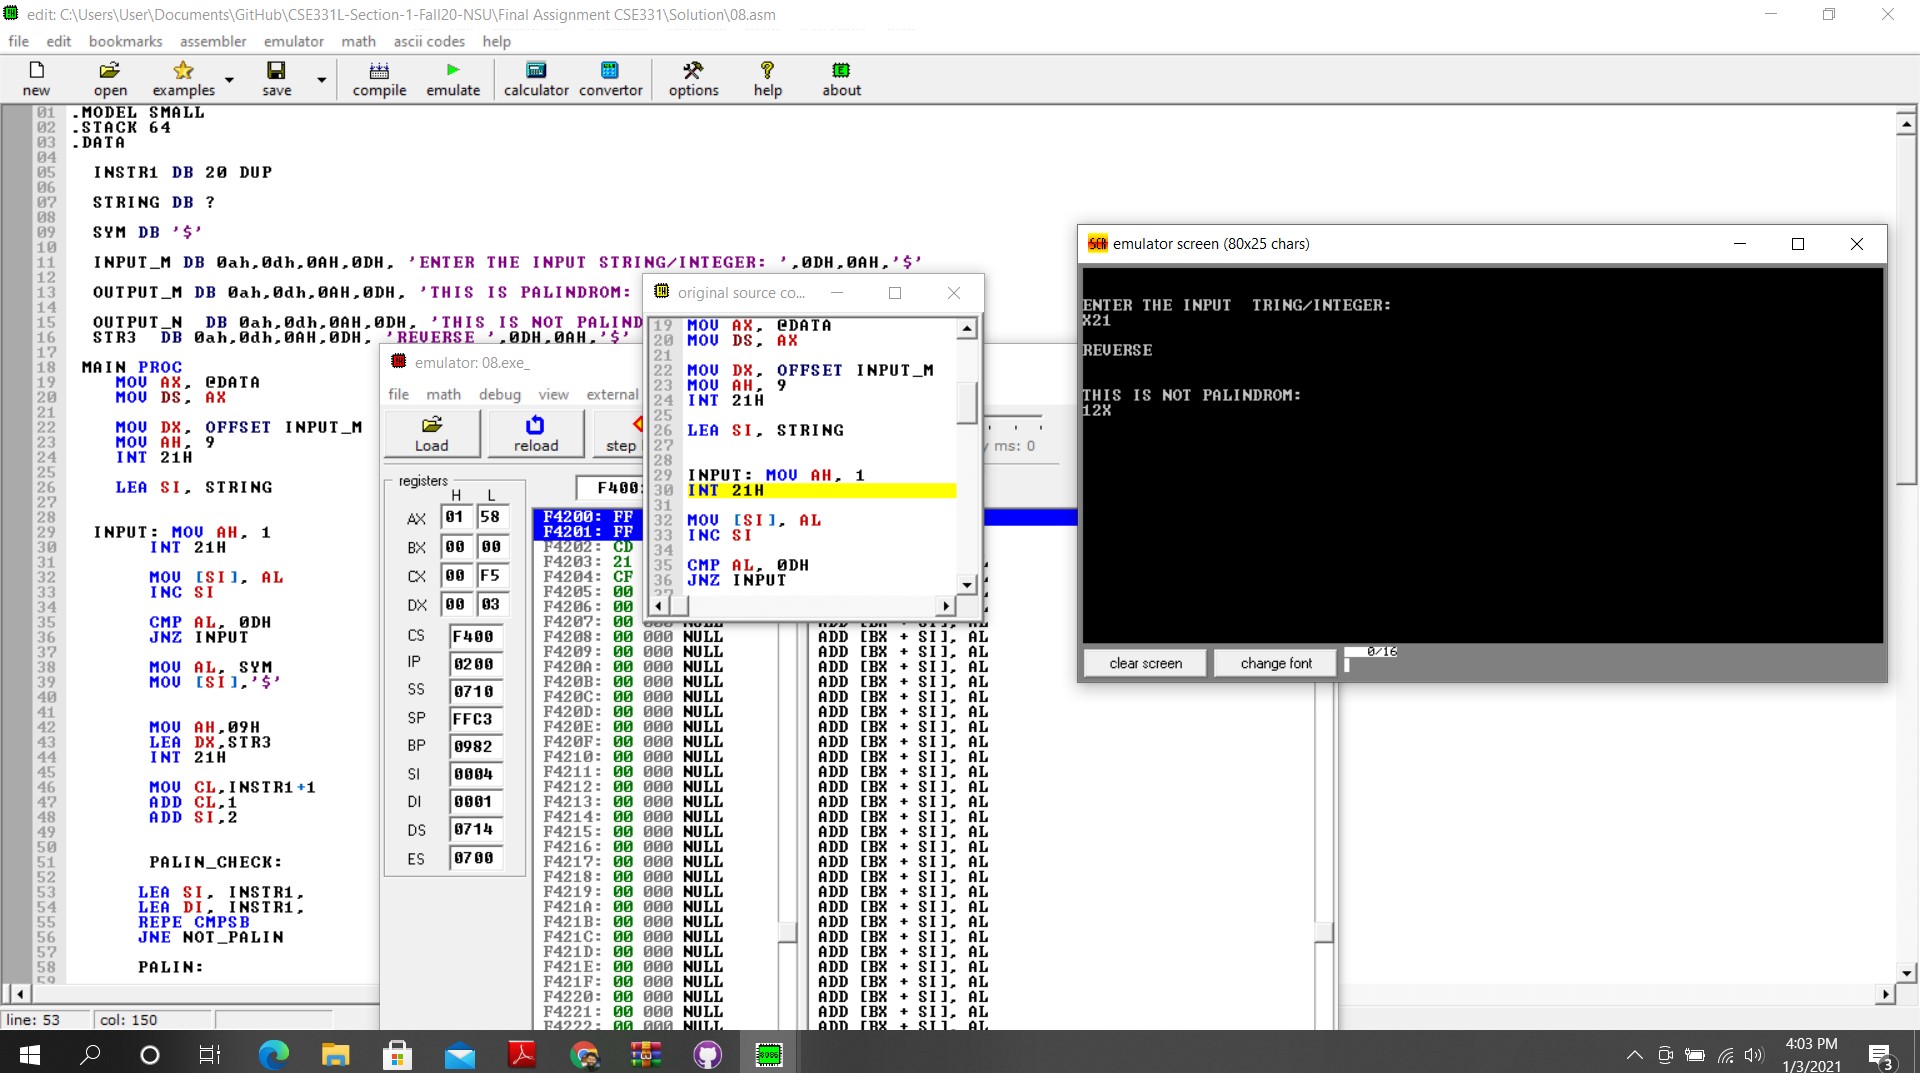 edit: C:\Users\User\Documents\GitHub\CSE331L-Section-1-Fall20-NSU\Final Assignment CSE331\Solution\08.asm
file edit bookmarks assembler emulator math ascii codes help
new open examples save compile emulate calculator convertor options help about
01 .MODEL SMALL
02 .STACK 64
03 .DATA
04
05 INSTR1 DB 20 DUP
06
07 STRING DB ?
08
09 SYM DB '$'
10
11 INPUT_M DB 0ah,0dh,0AH,0DH, 'ENTER THE INPUT STRING/INTEGER: ',0DH,0AH,'$'
12
13 OUTPUT_M DB 0ah,0dh,0AH,0DH, 'THIS IS PALINDROM:
14
15 OUTPUT_N DB 0ah,0dh,0AH,0DH, 'THIS IS NOT PALIND
16 STR3 DB 0ah,0dh,0AH,0DH, 'REVERSE ',0DH,0AH,'$'
17
18 MAIN PROC
19 MOV AX, @DATA
20 MOV DS, AX
21
22 MOV DX, OFFSET INPUT_M
23 MOV AH, 9
24 INT 21H
25
26 LEA SI, STRING
27
28
29 INPUT: MOV AH, 1
30 INT 21H
31
32 MOV [SI], AL
33 INC SI
34
35 CMP AL, 0DH
36 JNZ INPUT
37
38 MOV AL, SYM
39 MOV [SI],'$'
40
41
42 MOV AH,09H
43 LEA DX,STR3
44 INT 21H
45
46 MOV CL,INSTR1+1
47 ADD CL,1
48 ADD SI,2
49
50
51 PALIN_CHECK:
52
53 LEA SI, INSTR1,
54 LEA DI, INSTR1,
55 REPE CMPSB
56 JNE NOT_PALIN
57
58 PALIN:
59
line: 53 col: 150
emulator: 08.exe_
file math debug view external
Load reload step
ms: 0
registers
H L
F400:
AX 01 58
BX 00 00
CX 00 F5
DX 00 03
CS F400
IP 0200
SS 0710
SP FFC3
BP 0982
SI 0004
DI 0001
DS 0714
ES 0700
F4200: FF
F4201: FF
F4202: CD
F4203: 21
F4204: CF
F4205: 00
F4206: 00
F4207: 00 000 NULL ADD [BX + SI], AL
F4208: 00 000 NULL ADD [BX + SI], AL
F4209: 00 000 NULL ADD [BX + SI], AL
F420A: 00 000 NULL ADD [BX + SI], AL
F420B: 00 000 NULL ADD [BX + SI], AL
F420C: 00 000 NULL ADD [BX + SI], AL
F420D: 00 000 NULL ADD [BX + SI], AL
F420E: 00 000 NULL ADD [BX + SI], AL
F420F: 00 000 NULL ADD [BX + SI], AL
F4210: 00 000 NULL ADD [BX + SI], AL
F4211: 00 000 NULL ADD [BX + SI], AL
F4212: 00 000 NULL ADD [BX + SI], AL
F4213: 00 000 NULL ADD [BX + SI], AL
F4214: 00 000 NULL ADD [BX + SI], AL
F4215: 00 000 NULL ADD [BX + SI], AL
F4216: 00 000 NULL ADD [BX + SI], AL
F4217: 00 000 NULL ADD [BX + SI], AL
F4218: 00 000 NULL ADD [BX + SI], AL
F4219: 00 000 NULL ADD [BX + SI], AL
F421A: 00 000 NULL ADD [BX + SI], AL
F421B: 00 000 NULL ADD [BX + SI], AL
F421C: 00 000 NULL ADD [BX + SI], AL
F421D: 00 000 NULL ADD [BX + SI], AL
F421E: 00 000 NULL ADD [BX + SI], AL
F421F: 00 000 NULL ADD [BX + SI], AL
F4220: 00 000 NULL ADD [BX + SI], AL
F4221: 00 000 NULL ADD [BX + SI], AL
F4222: 00 000 NULL ADD [BX + SI], AL
original source co...
19 MOV AX, @DATA
20 MOV DS, AX
21
22 MOV DX, OFFSET INPUT_M
23 MOV AH, 9
24 INT 21H
25
26 LEA SI, STRING
27
28
29 INPUT: MOV AH, 1
30 INT 21H
31
32 MOV [SI], AL
33 INC SI
34
35 CMP AL, 0DH
36 JNZ INPUT
SCR emulator screen (80x25 chars)
ENTER THE INPUT  TRING/INTEGER:
X21
REVERSE
THIS IS NOT PALINDROM:
12X
clear screen change font 0/16
8086
4:03 PM
1/3/2021
3